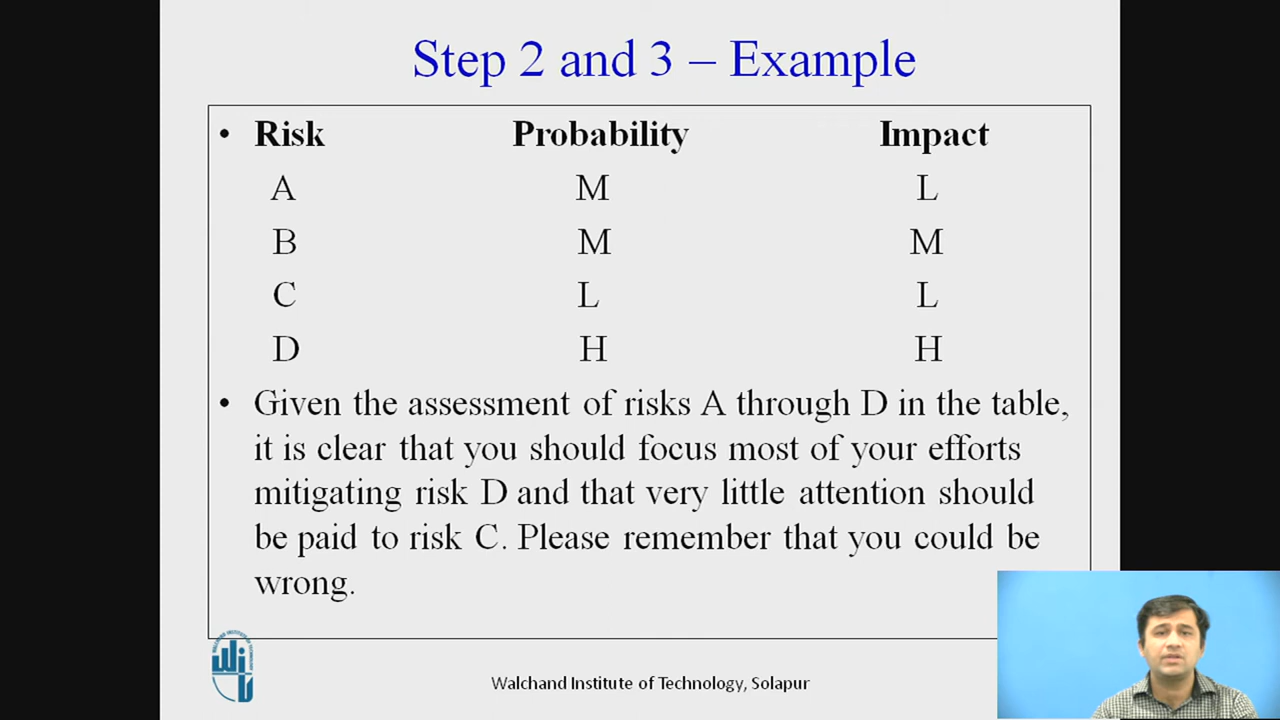 Step 2 and 3 – Example
• Risk Probability Impact
A M L
B M M
C L L
D H H
• Given the assessment of risks A through D in the table,
it is clear that you should focus most of your efforts
mitigating risk D and that very little attention should
be paid to risk C. Please remember that you could be
wrong.
Walchand Institute of Technology, Solapur